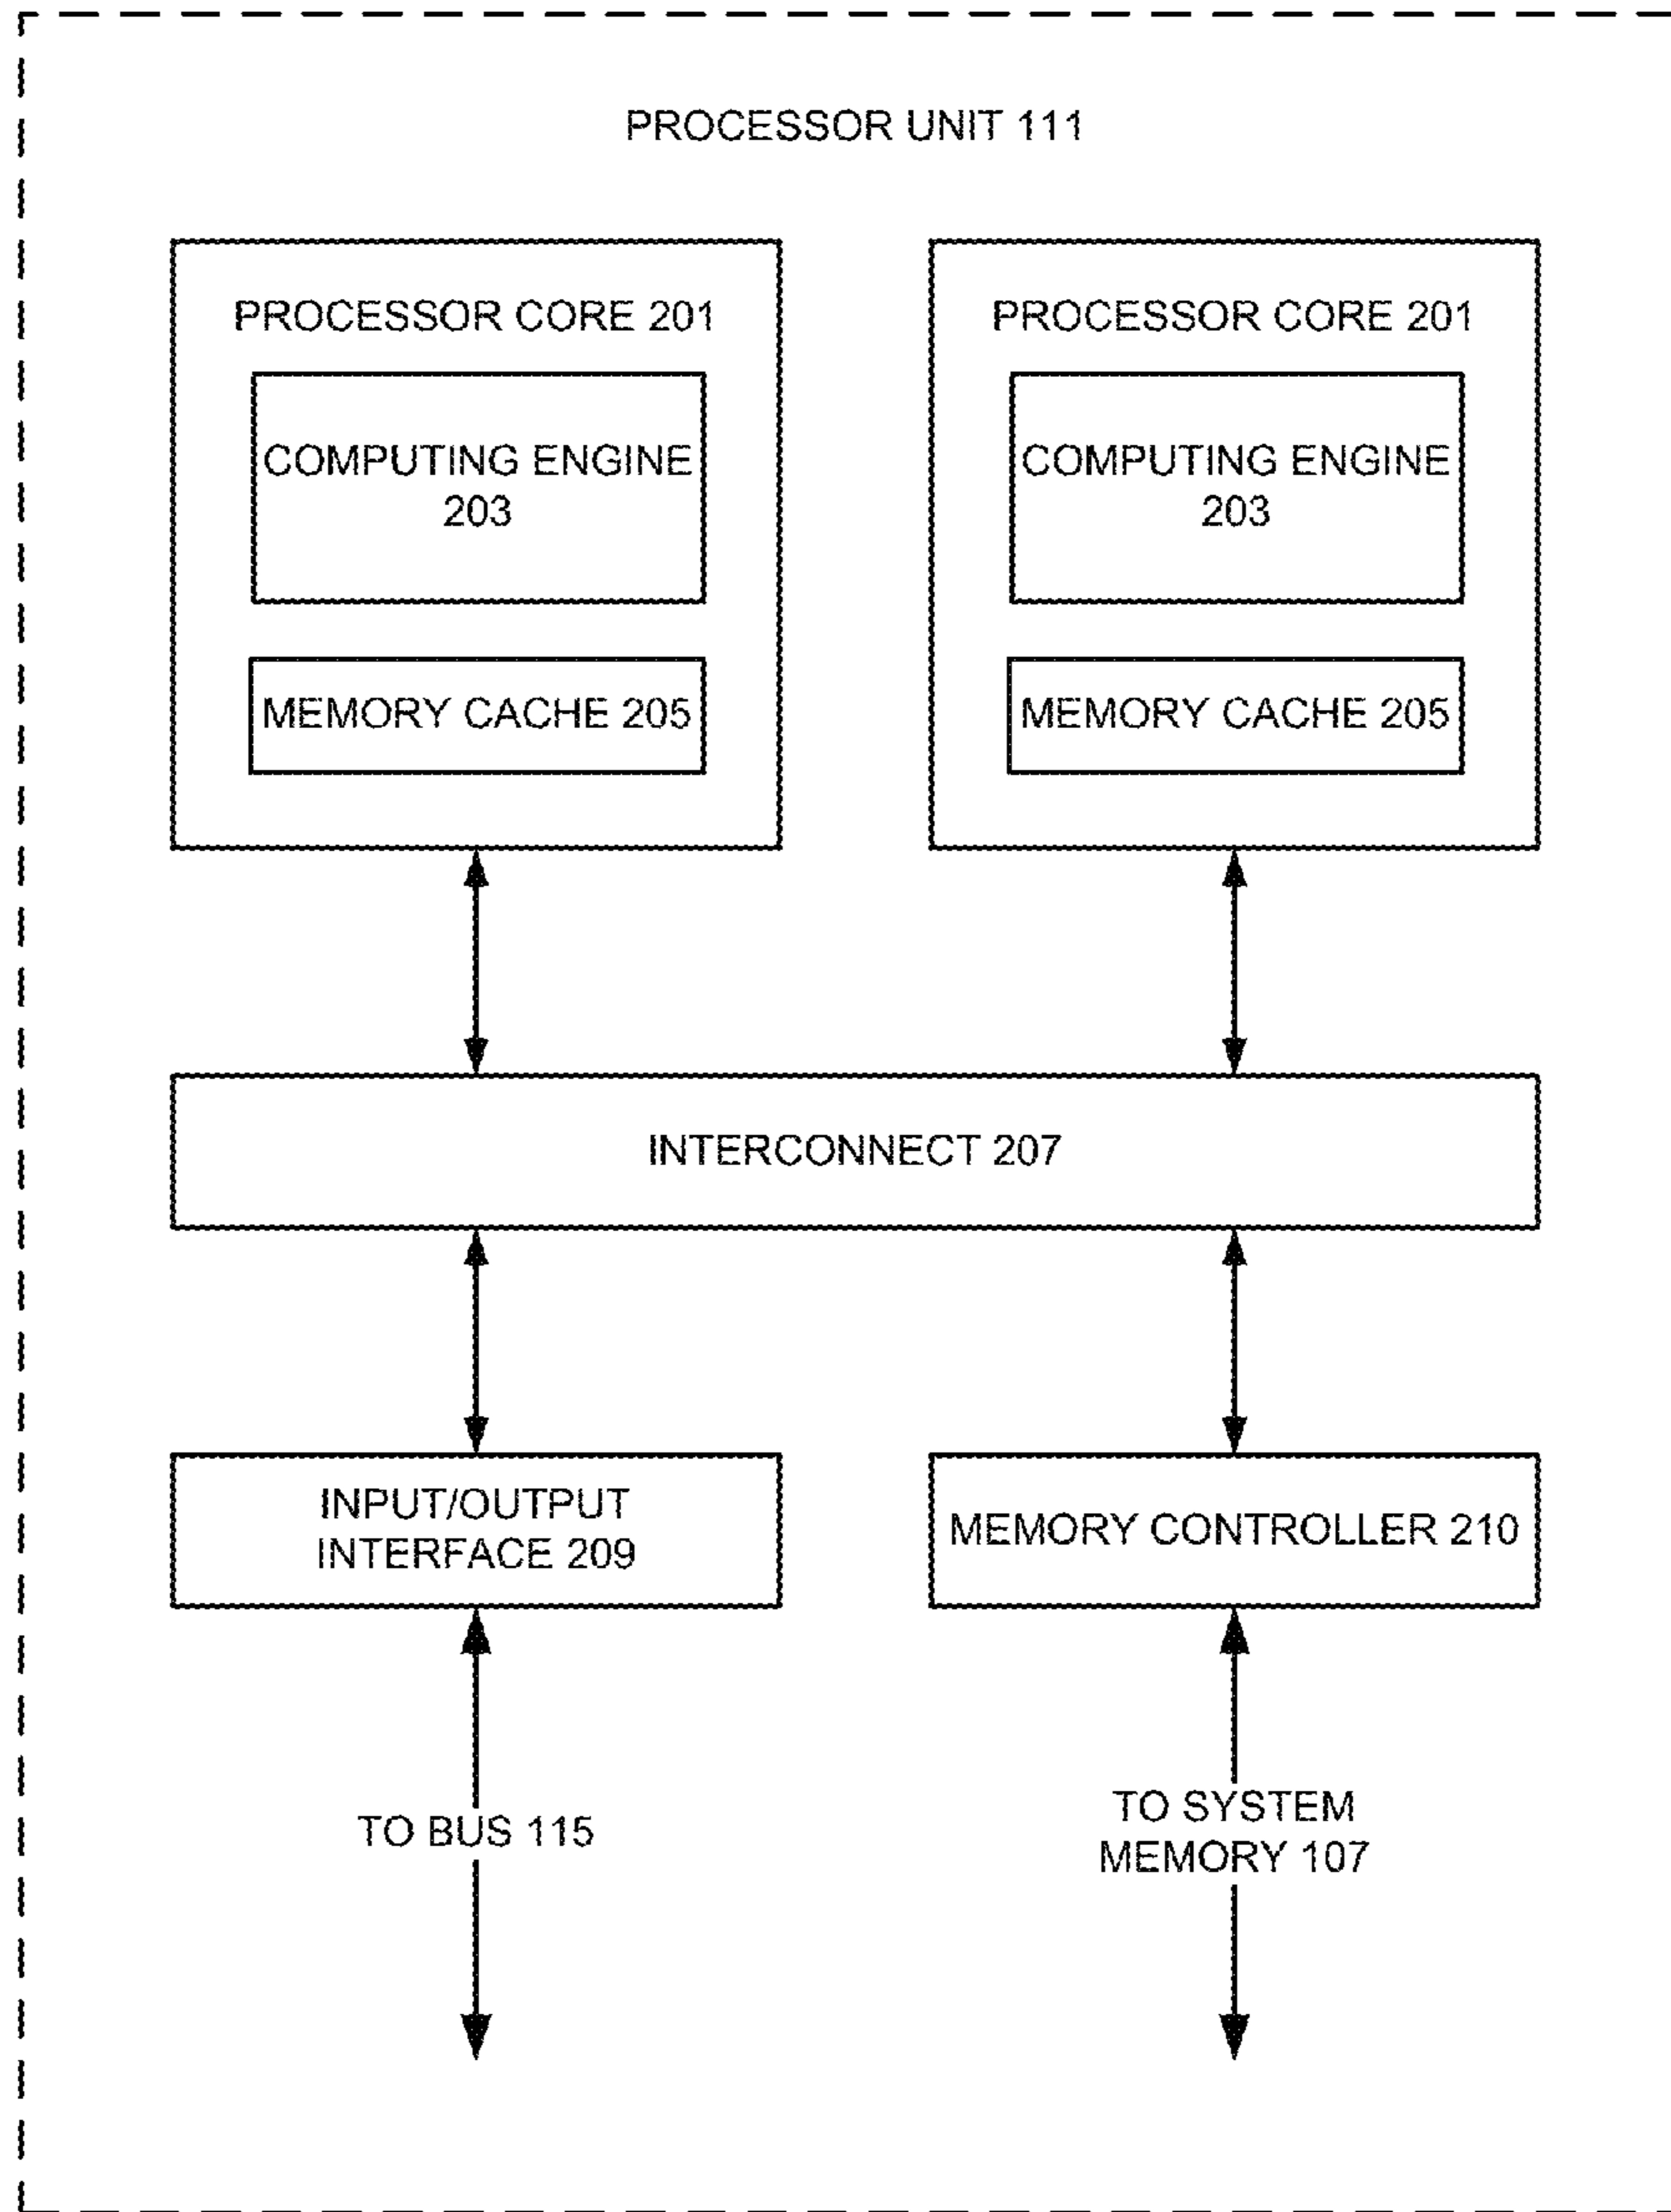 PROCESSOR UNIT 111
PROCESSOR CORE 201
COMPUTING ENGINE
203
MEMORY CACHE 205
PROCESSOR CORE 201
COMPUTING ENGINE
203
MEMORY CACHE 205
INTERCONNECT 207
INPUT/OUTPUT
INTERFACE 209
MEMORY CONTROLLER 210
TO BUS 115
TO SYSTEM
MEMORY 107